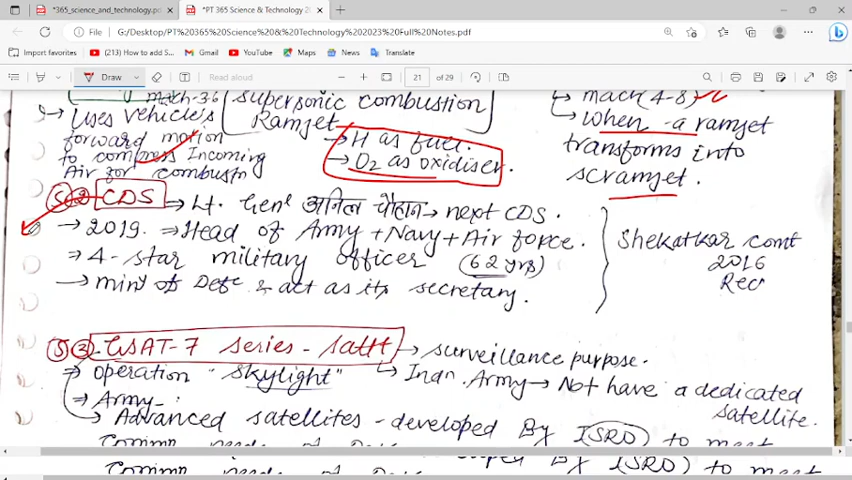 *365_science_and_technology.pd
PT 365 Science & Technology 2
File
G:/Desktop/PT%20365%20Science%20&%20Technology%202023%20Full%20Notes.pdf
Import favorites
(213) How to add S...
Gmail
YouTube
Maps
News
Translate
Draw
Read aloud
21 of 29
mach-36
supersonic combustion
Ramjet
mach(4-8)
→ Uses vehicle's
forward motion
to compress Incoming
Air for combustn
→ H as fuel.
→ O2 as oxidiser.
when a ramjet
transforms into
scramjet.
CDS → Lt. Genl अनिल चौहान → next CDS.
→ 2019. ⇒ Head of Army + Navy + Air force.
⇒ 4-star military officer (62 yrs)
→ min of Defc & act as its secretary.
Shekatkar comt
2016
Rec
S 3 GSAT-7 series - satlt → surveillance purpose.
⇒ operation "skylight"
Indn. Army → Not have a dedicated
satellite.
⇒ Army-
Advanced satellites - developed By ISRO to meet